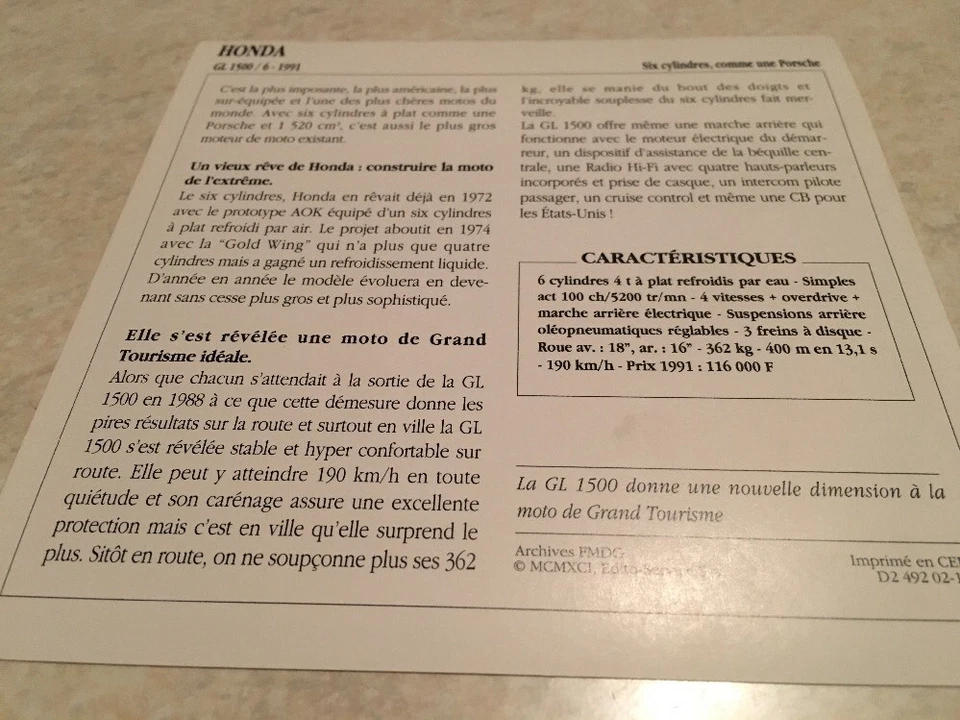 HONDA
GL 1500 / 6 - 1991
Six cylindres, comme une Porsche
C'est la plus imposante, la plus américaine, la plus
sur-équipée et l'une des plus chères motos du
monde. Avec six cylindres à plat comme une
Porsche et 1 520 cm³, c'est aussi le plus gros
moteur de moto existant.
Un vieux rêve de Honda : construire la moto
de l'extrême.
Le six cylindres, Honda en rêvait déjà en 1972
avec le prototype AOK équipé d'un six cylindres
à plat refroidi par air. Le projet aboutit en 1974
avec la "Gold Wing" qui n'a plus que quatre
cylindres mais a gagné un refroidissement liquide.
D'année en année le modèle évoluera en deve-
nant sans cesse plus gros et plus sophistiqué.
Elle s'est révélée une moto de Grand
Tourisme idéale.
Alors que chacun s'attendait à la sortie de la GL
1500 en 1988 à ce que cette démesure donne les
pires résultats sur la route et surtout en ville la GL
1500 s'est révélée stable et hyper confortable sur
route. Elle peut y atteindre 190 km/h en toute
quiétude et son carénage assure une excellente
protection mais c'est en ville qu'elle surprend le
plus. Sitôt en route, on ne soupçonne plus ses 362
kg, elle se manie du bout des doigts et
l'incroyable souplesse du six cylindres fait mer-
veille.
La GL 1500 offre même une marche arrière qui
fonctionne avec le moteur électrique du démar-
reur, un dispositif d'assistance de la béquille cen-
trale, une Radio Hi-Fi avec quatre hauts-parleurs
incorporés et prise de casque, un intercom pilote
passager, un cruise control et même une CB pour
les États-Unis !
CARACTÉRISTIQUES
6 cylindres 4 t à plat refroidis par eau - Simples
act 100 ch/5200 tr/mn - 4 vitesses + overdrive +
marche arrière électrique - Suspensions arrière
oléopneumatiques réglables - 3 freins à disque -
Roue av. : 18", ar. : 16" - 362 kg - 400 m en 13,1 s
- 190 km/h - Prix 1991 : 116 000 F
La GL 1500 donne une nouvelle dimension à la
moto de Grand Tourisme
Archives FMDG
© MCMXCI, Edito-Service
Imprimé en
D2 492 02-1